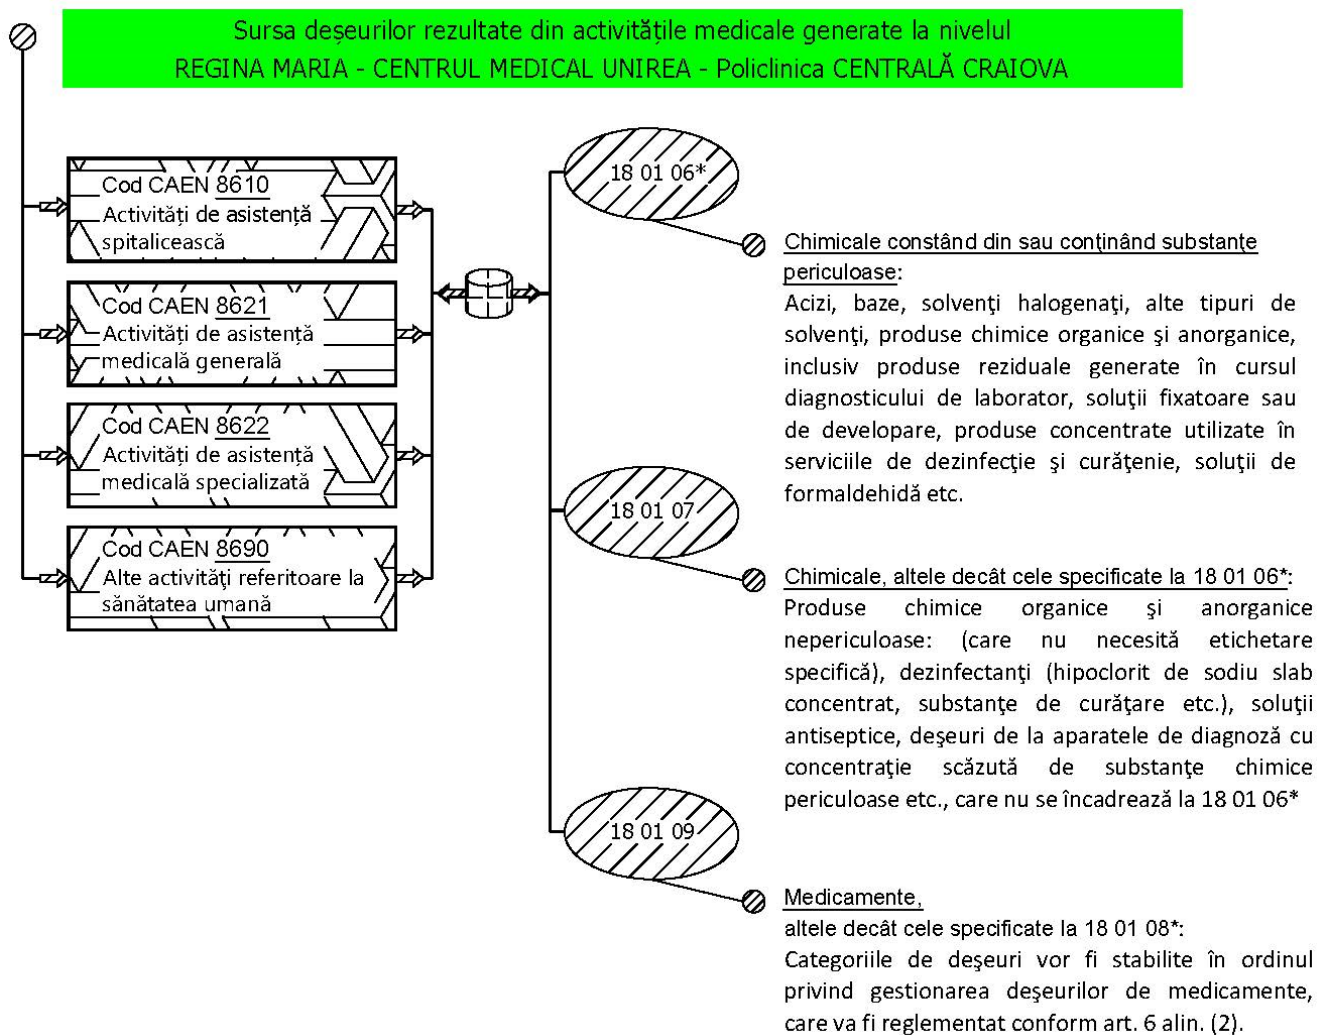 Sursa deșeurilor rezultate din activitățile medicale generate la nivelul
REGINA MARIA - CENTRUL MEDICAL UNIREA - Policlinica CENTRALĂ CRAIOVA
Cod CAEN 8610
Activități de asistență
spitalicească
Cod CAEN 8621
Activități de asistență
medicală generală
Cod CAEN 8622
Activități de asistență
medicală specializată
Cod CAEN 8690
Alte activități referitoare la
sănătatea umană
18 01 06*
Chimicale constând din sau conţinând substanţe
periculoase:
Acizi, baze, solvenţi halogenaţi, alte tipuri de
solvenţi, produse chimice organice şi anorganice,
inclusiv produse reziduale generate în cursul
diagnosticului de laborator, soluţii fixatoare sau
de developare, produse concentrate utilizate în
serviciile de dezinfecţie şi curăţenie, soluţii de
formaldehidă etc.
18 01 07
Chimicale, altele decât cele specificate la 18 01 06*:
Produse chimice organice şi anorganice
nepericuloase: (care nu necesită etichetare
specifică), dezinfectanţi (hipoclorit de sodiu slab
concentrat, substanţe de curăţare etc.), soluţii
antiseptice, deşeuri de la aparatele de diagnoză cu
concentraţie scăzută de substanţe chimice
periculoase etc., care nu se încadrează la 18 01 06*
18 01 09
Medicamente,
altele decât cele specificate la 18 01 08*:
Categoriile de deşeuri vor fi stabilite în ordinul
privind gestionarea deşeurilor de medicamente,
care va fi reglementat conform art. 6 alin. (2).